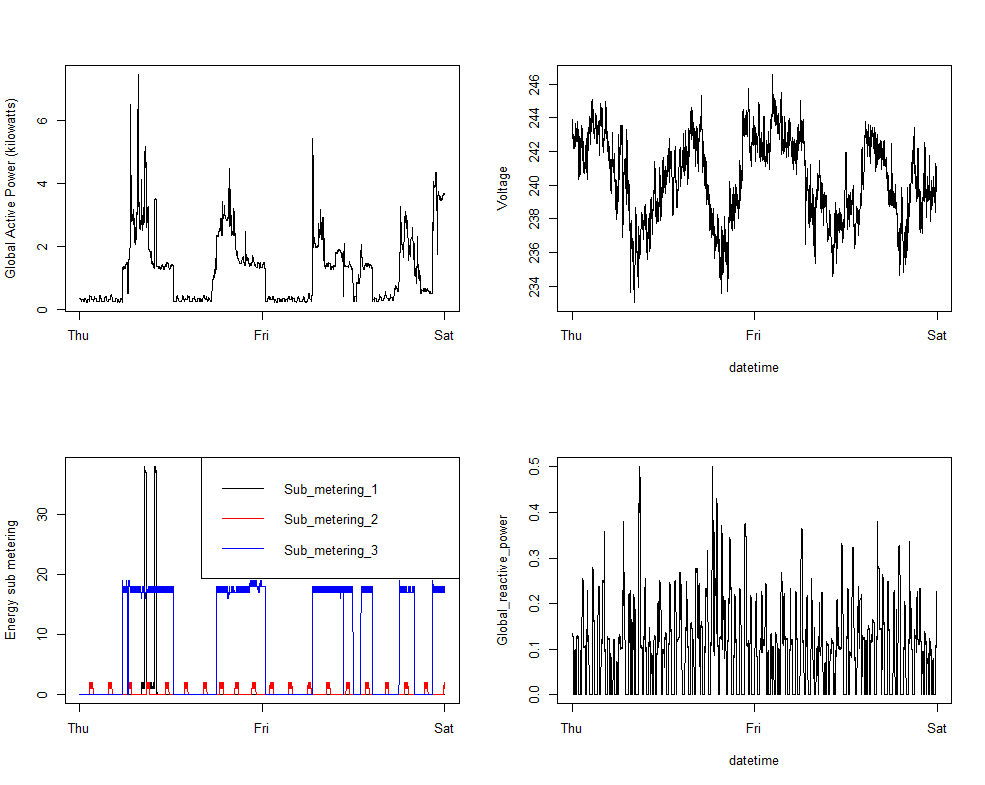 Global Active Power (kilowatts)
0 2 4 6
Thu Fri Sat
Voltage
234 236 238 240 242 244 246
Thu Fri Sat
datetime
Energy sub metering
0 10 20 30
Sub_metering_1
Sub_metering_2
Sub_metering_3
Thu Fri Sat
Global_reactive_power
0.0 0.1 0.2 0.3 0.4 0.5
Thu Fri Sat
datetime